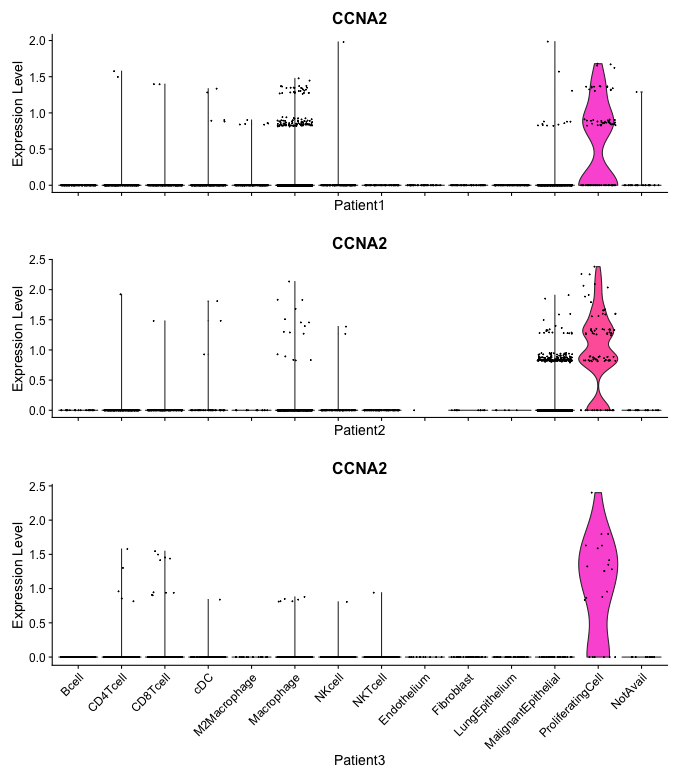 CCNA2
Expression Level
2.0
1.5
1.0
0.5
0.0
Patient1
CCNA2
Expression Level
2.5
2.0
1.5
1.0
0.5
0.0
Patient2
CCNA2
Expression Level
2.5
2.0
1.5
1.0
0.5
0.0
Bcell
CD4Tcell
CD8Tcell
cDC
M2Macrophage
Macrophage
NKcell
NKTcell
Endothelium
Fibroblast
LungEpithelium
MalignantEpithelial
ProliferatingCell
NotAvail
Patient3